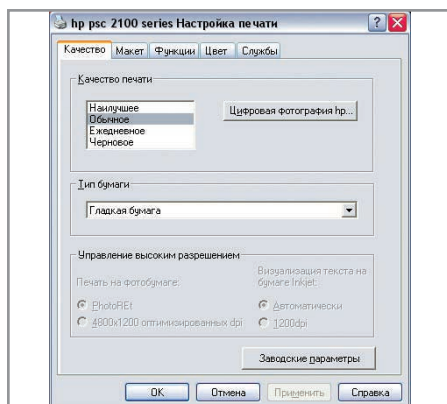 hp psc 2100 series Настройка печати
Качество Макет Функции Цвет Службы
Качество печати
Наилучшее
Обычное
Ежедневное
Черновое
Цифровая фотография hp...
Тип бумаги
Гладкая бумага
Управление высоким разрешением
Печать на фотобумаге:
Визуализация текста на
бумаге Inkjet:
PhotoREt
Автоматически
4800x1200 оптимизированных dpi
1200dpi
Заводские параметры
OK Отмена Применить Справка